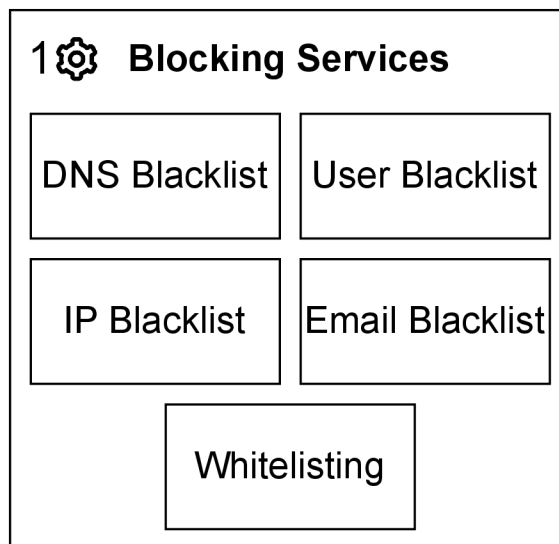 1 Blocking Services
DNS Blacklist User Blacklist
IP Blacklist Email Blacklist
Whitelisting